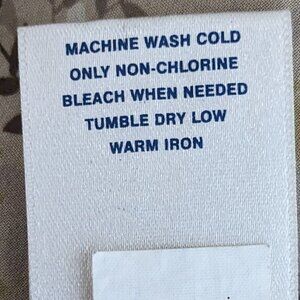 MACHINE WASH COLD
ONLY NON-CHLORINE
BLEACH WHEN NEEDED
TUMBLE DRY LOW
WARM IRON